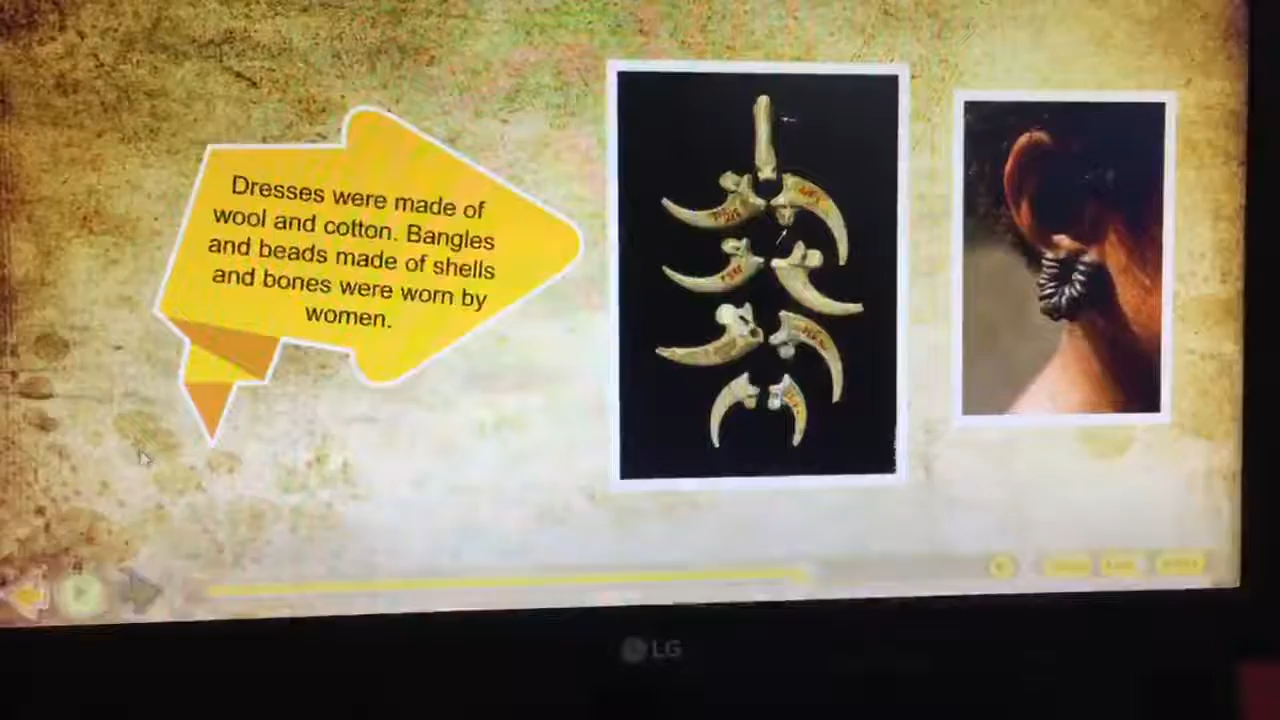 Dresses were made of
wool and cotton. Bangles
and beads made of shells
and bones were worn by
women.
LG